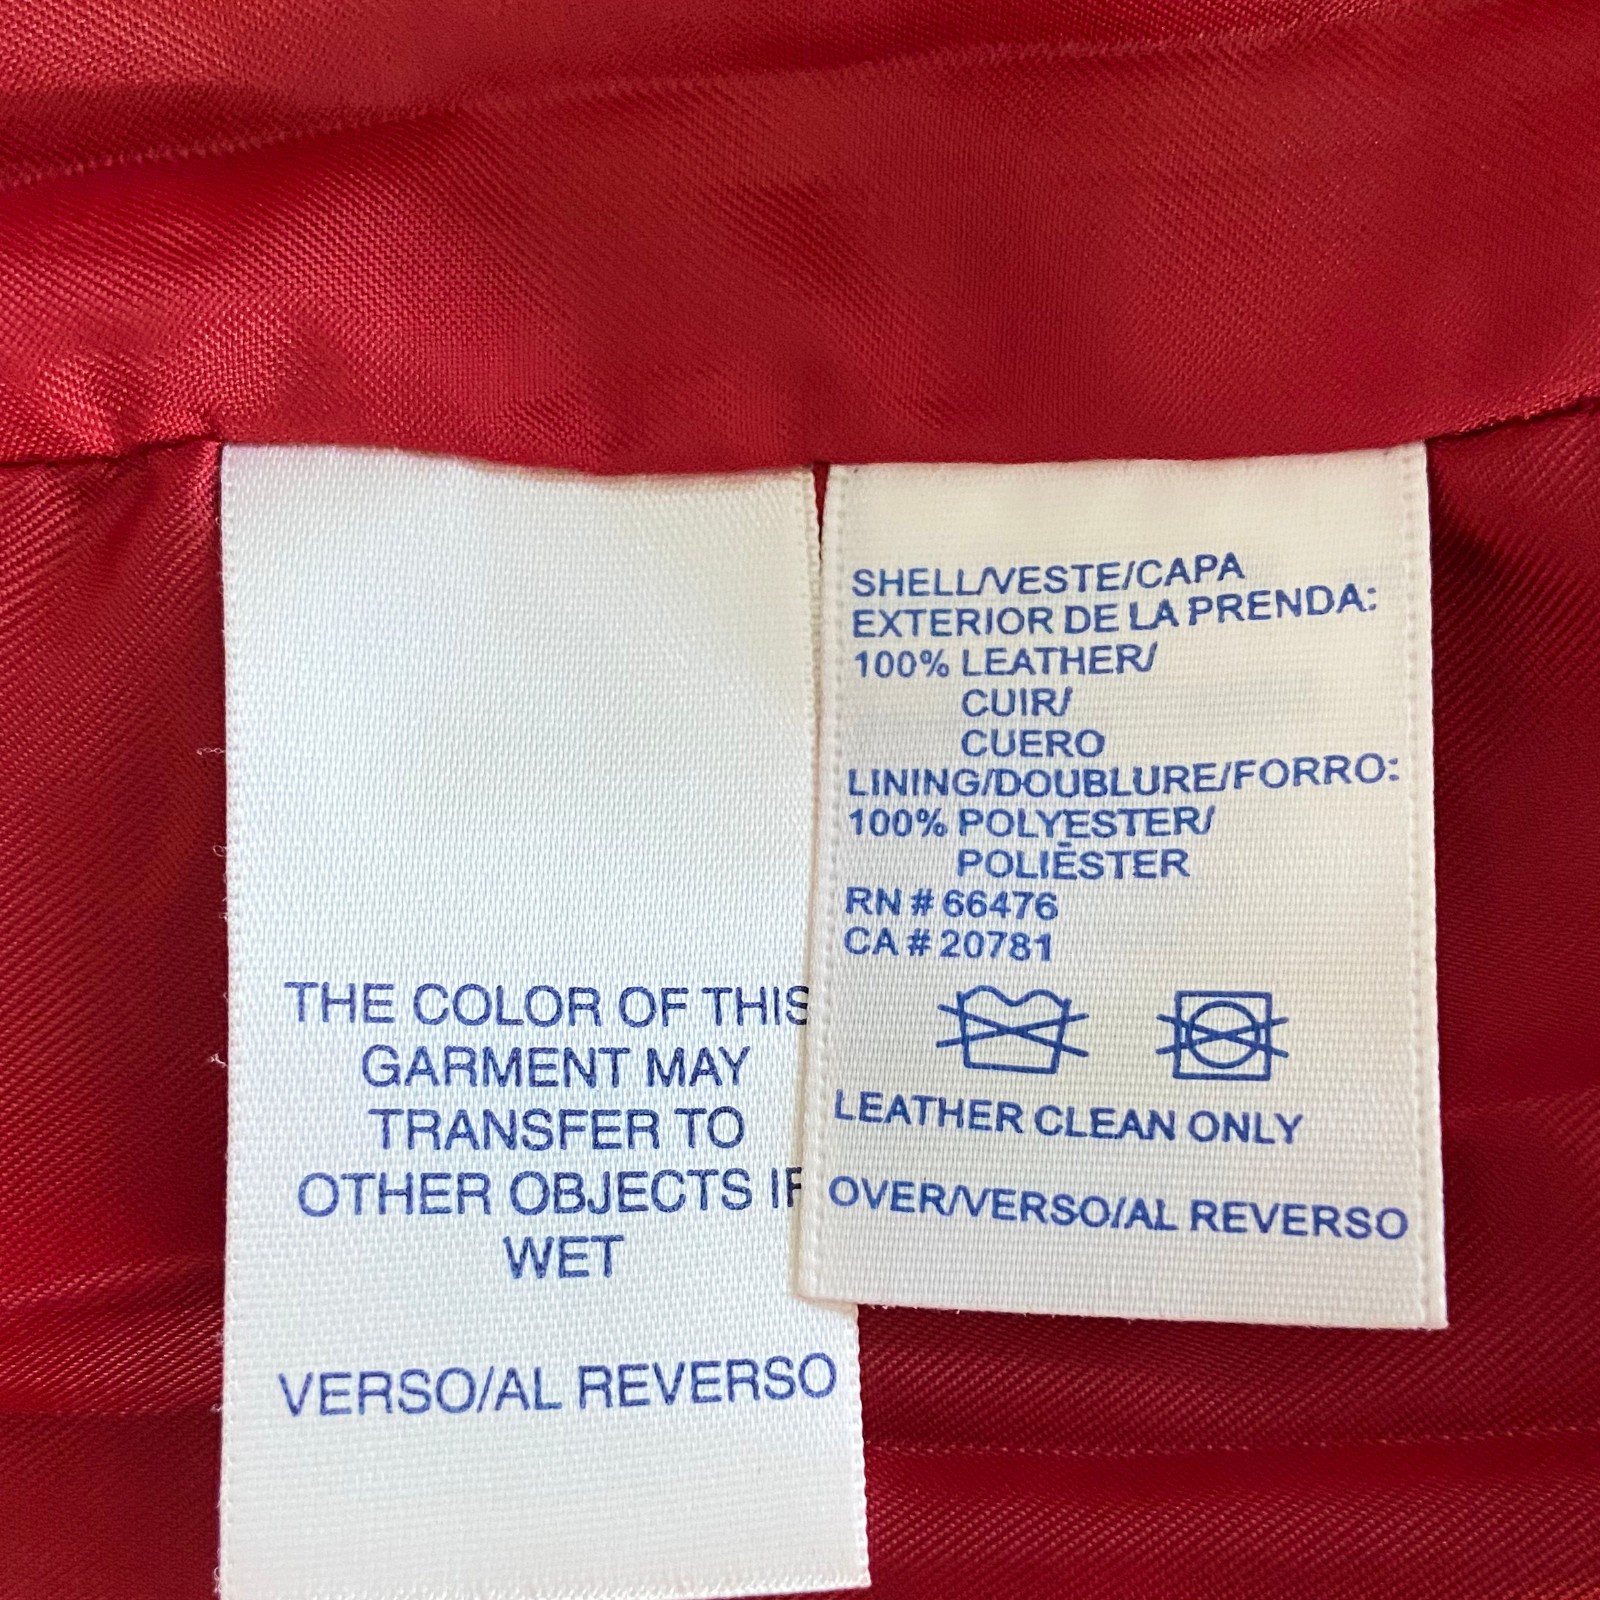 THE COLOR OF THIS
GARMENT MAY
TRANSFER TO
OTHER OBJECTS IF
WET
VERSO/AL REVERSO
SHELL/VESTE/CAPA
EXTERIOR DE LA PRENDA:
100% LEATHER/
CUIR/
CUERO
LINING/DOUBLURE/FORRO:
100% POLYESTER/
POLIÉSTER
RN # 66476
CA # 20781
LEATHER CLEAN ONLY
OVER/VERSO/AL REVERSO